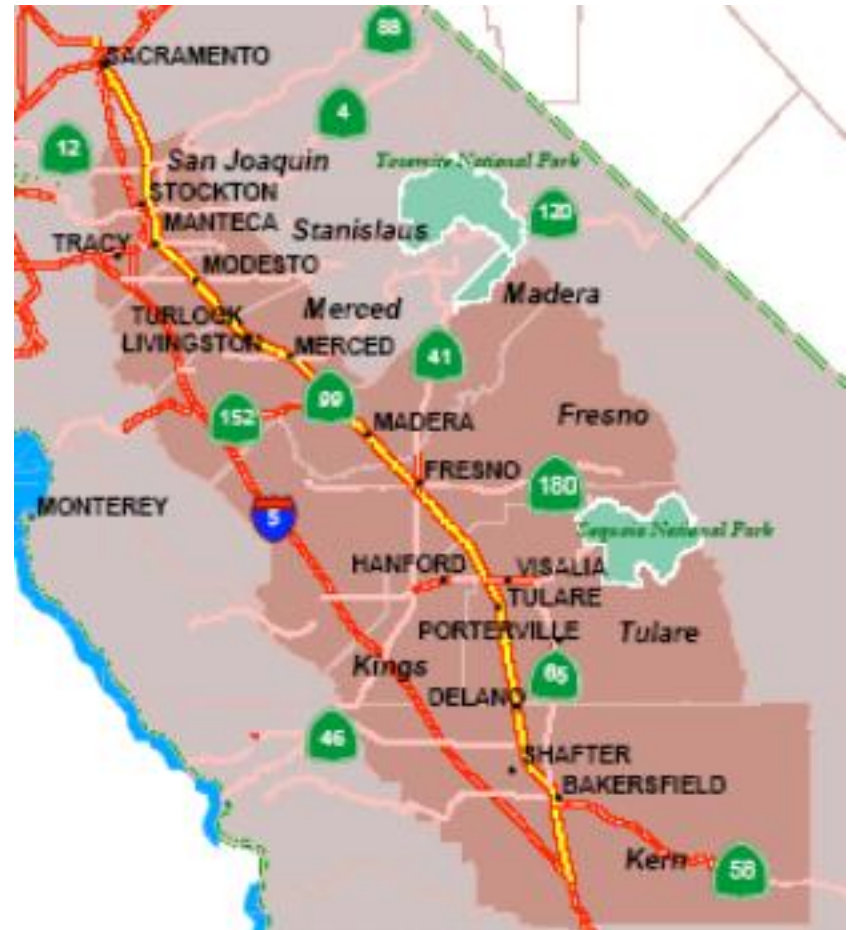 88
SACRAMENTO
4
12
San Joaquin
Yosemite National Park
STOCKTON
120
MANTECA
Stanislaus
TRACY
MODESTO
Madera
Merced
TURLOCK
LIVINGSTON
MERCED
41
99
152
MADERA
Fresno
FRESNO
180
MONTEREY
5
Sequoia National Park
HANFORD
VISALIA
TULARE
PORTERVILLE
Tulare
Kings
65
DELANO
46
SHAFTER
BAKERSFIELD
Kern
58